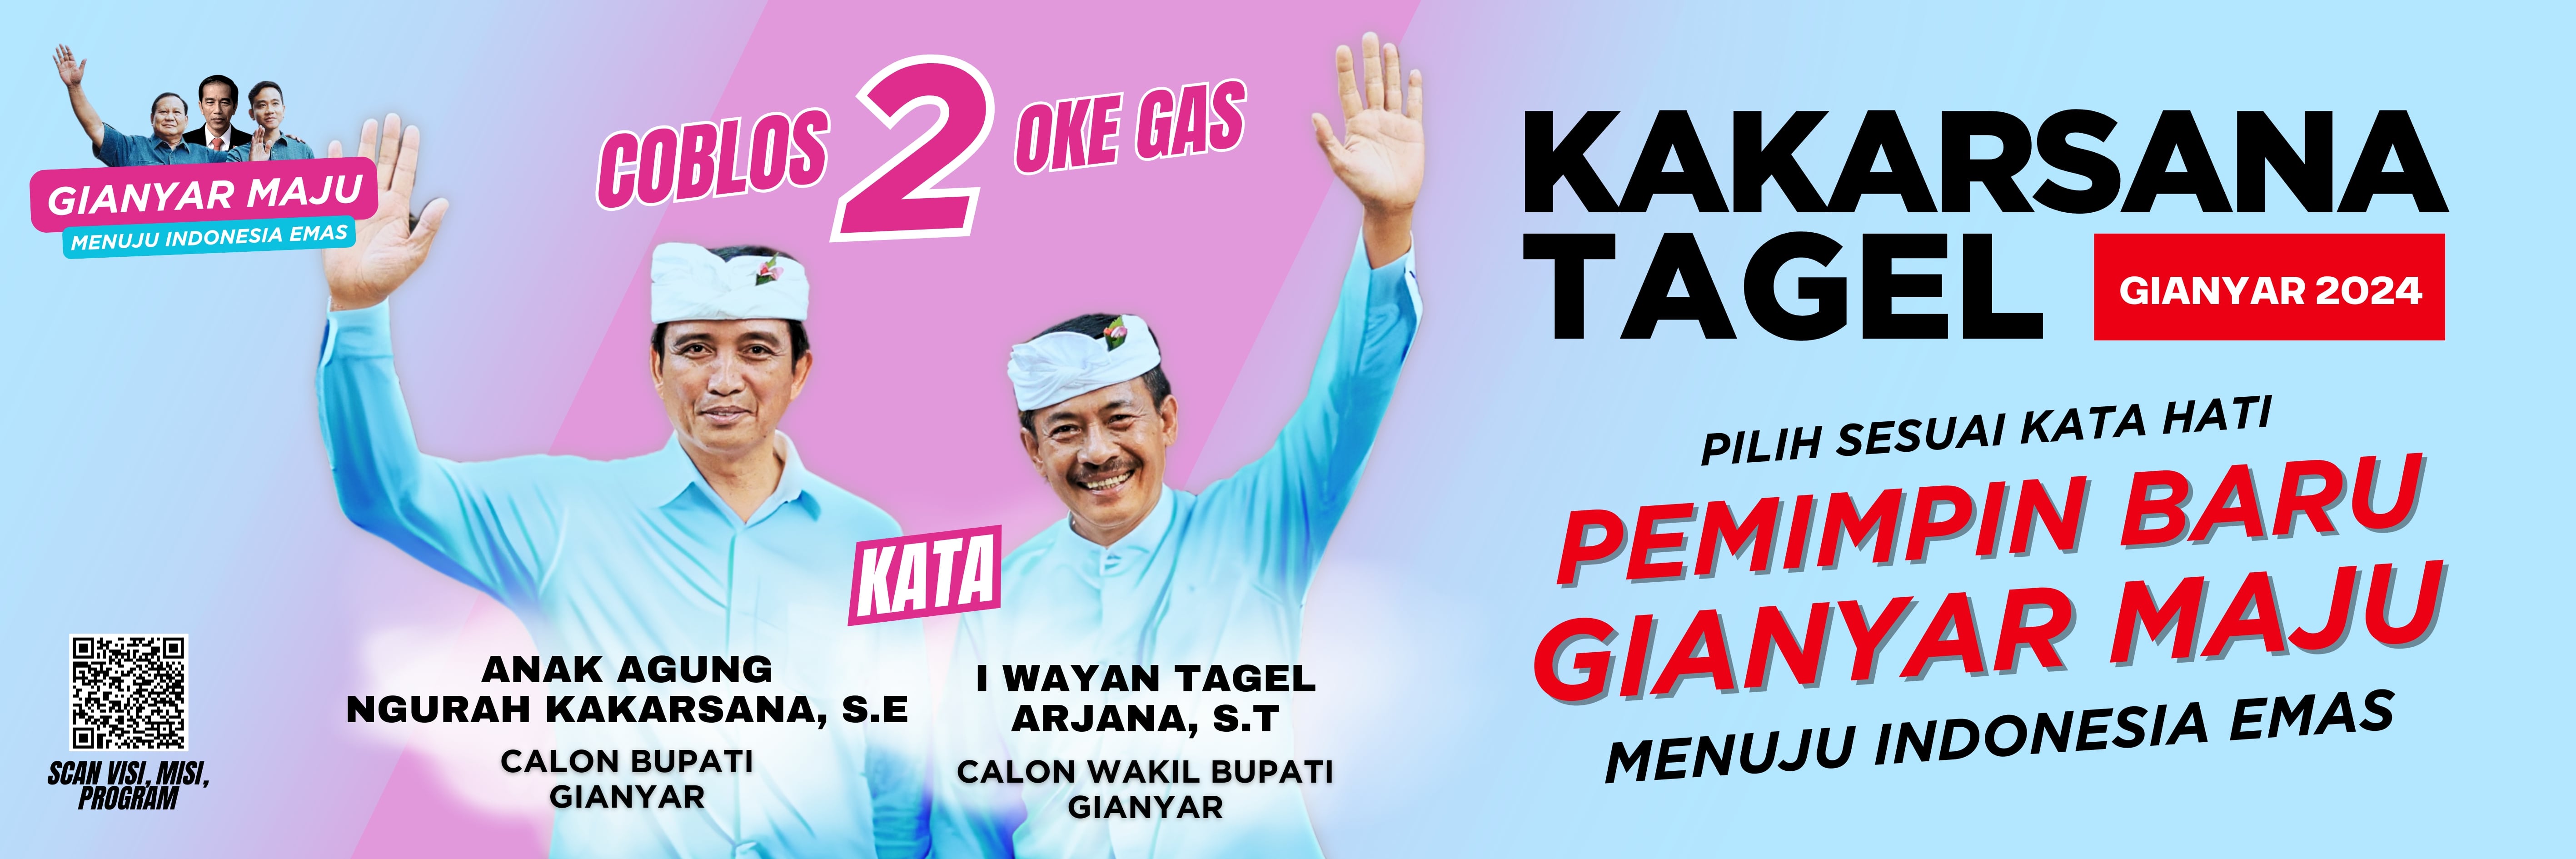 GIANYAR MAJU
MENUJU INDONESIA EMAS
COBLOS 2 OKE GAS
KATA
ANAK AGUNG
NGURAH KAKARSANA, S.E
CALON BUPATI
GIANYAR
I WAYAN TAGEL
ARJANA, S.T
CALON WAKIL BUPATI
GIANYAR
SCAN VISI, MISI,
PROGRAM
KAKARSANA
TAGEL
GIANYAR 2024
PILIH SESUAI KATA HATI
PEMIMPIN BARU
GIANYAR MAJU
MENUJU INDONESIA EMAS